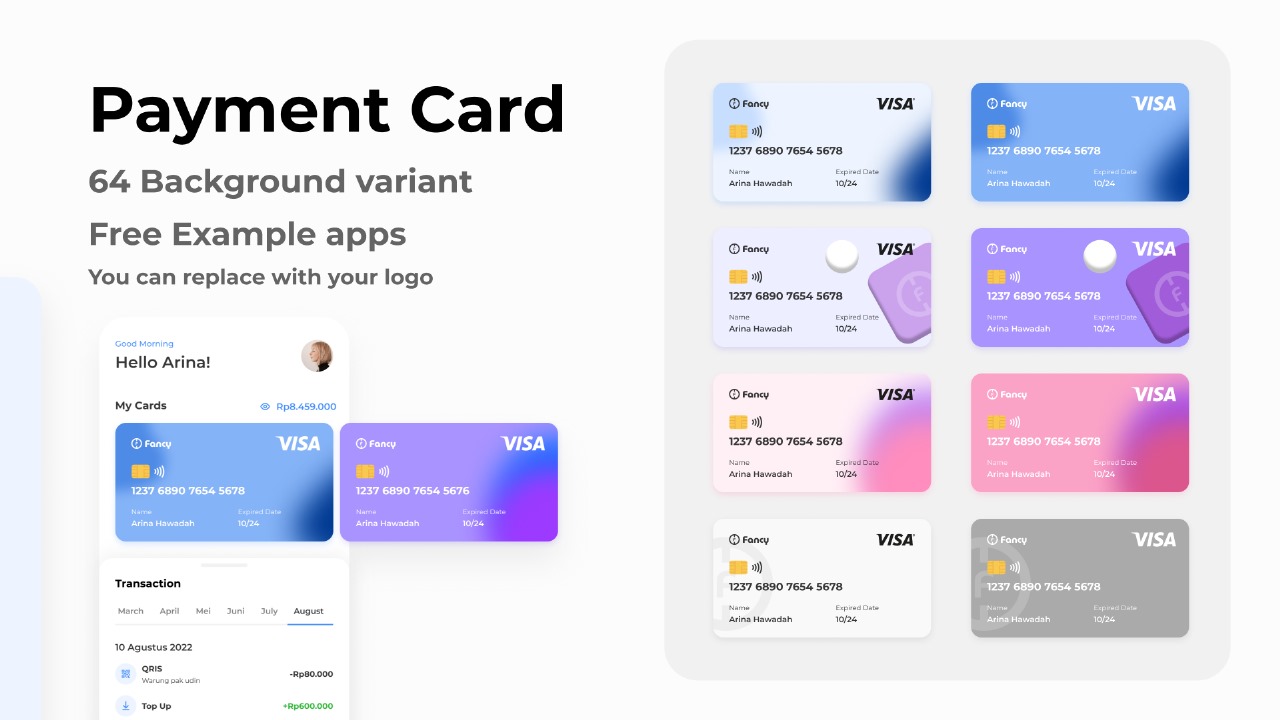 Payment Card
64 Background variant
Free Example apps
You can replace with your logo
Good Morning
Hello Arina!
My Cards
Rp8.459.000
Fancy
VISA
1237 6890 7654 5678
Name Expired Date
Arina Hawadah 10/24
Fancy
VISA
1237 6890 7654 5676
Name Expired Date
Arina Hawadah 10/24
Transaction
March April Mei Juni July August
10 Agustus 2022
QRIS
Warung pak udin
-Rp80.000
Top Up
+Rp600.000
Fancy
VISA
1237 6890 7654 5678
Name Expired Date
Arina Hawadah 10/24
Fancy
VISA
1237 6890 7654 5678
Name Expired Date
Arina Hawadah 10/24
Fancy
VISA
1237 6890 7654 5678
Name Expired Date
Arina Hawadah 10/24
Fancy
VISA
1237 6890 7654 5678
Name Expired Date
Arina Hawadah 10/24
Fancy
VISA
1237 6890 7654 5678
Name Expired Date
Arina Hawadah 10/24
Fancy
VISA
1237 6890 7654 5678
Name Expired Date
Arina Hawadah 10/24
Fancy
VISA
1237 6890 7654 5678
Name Expired Date
Arina Hawadah 10/24
Fancy
VISA
1237 6890 7654 5678
Name Expired Date
Arina Hawadah 10/24